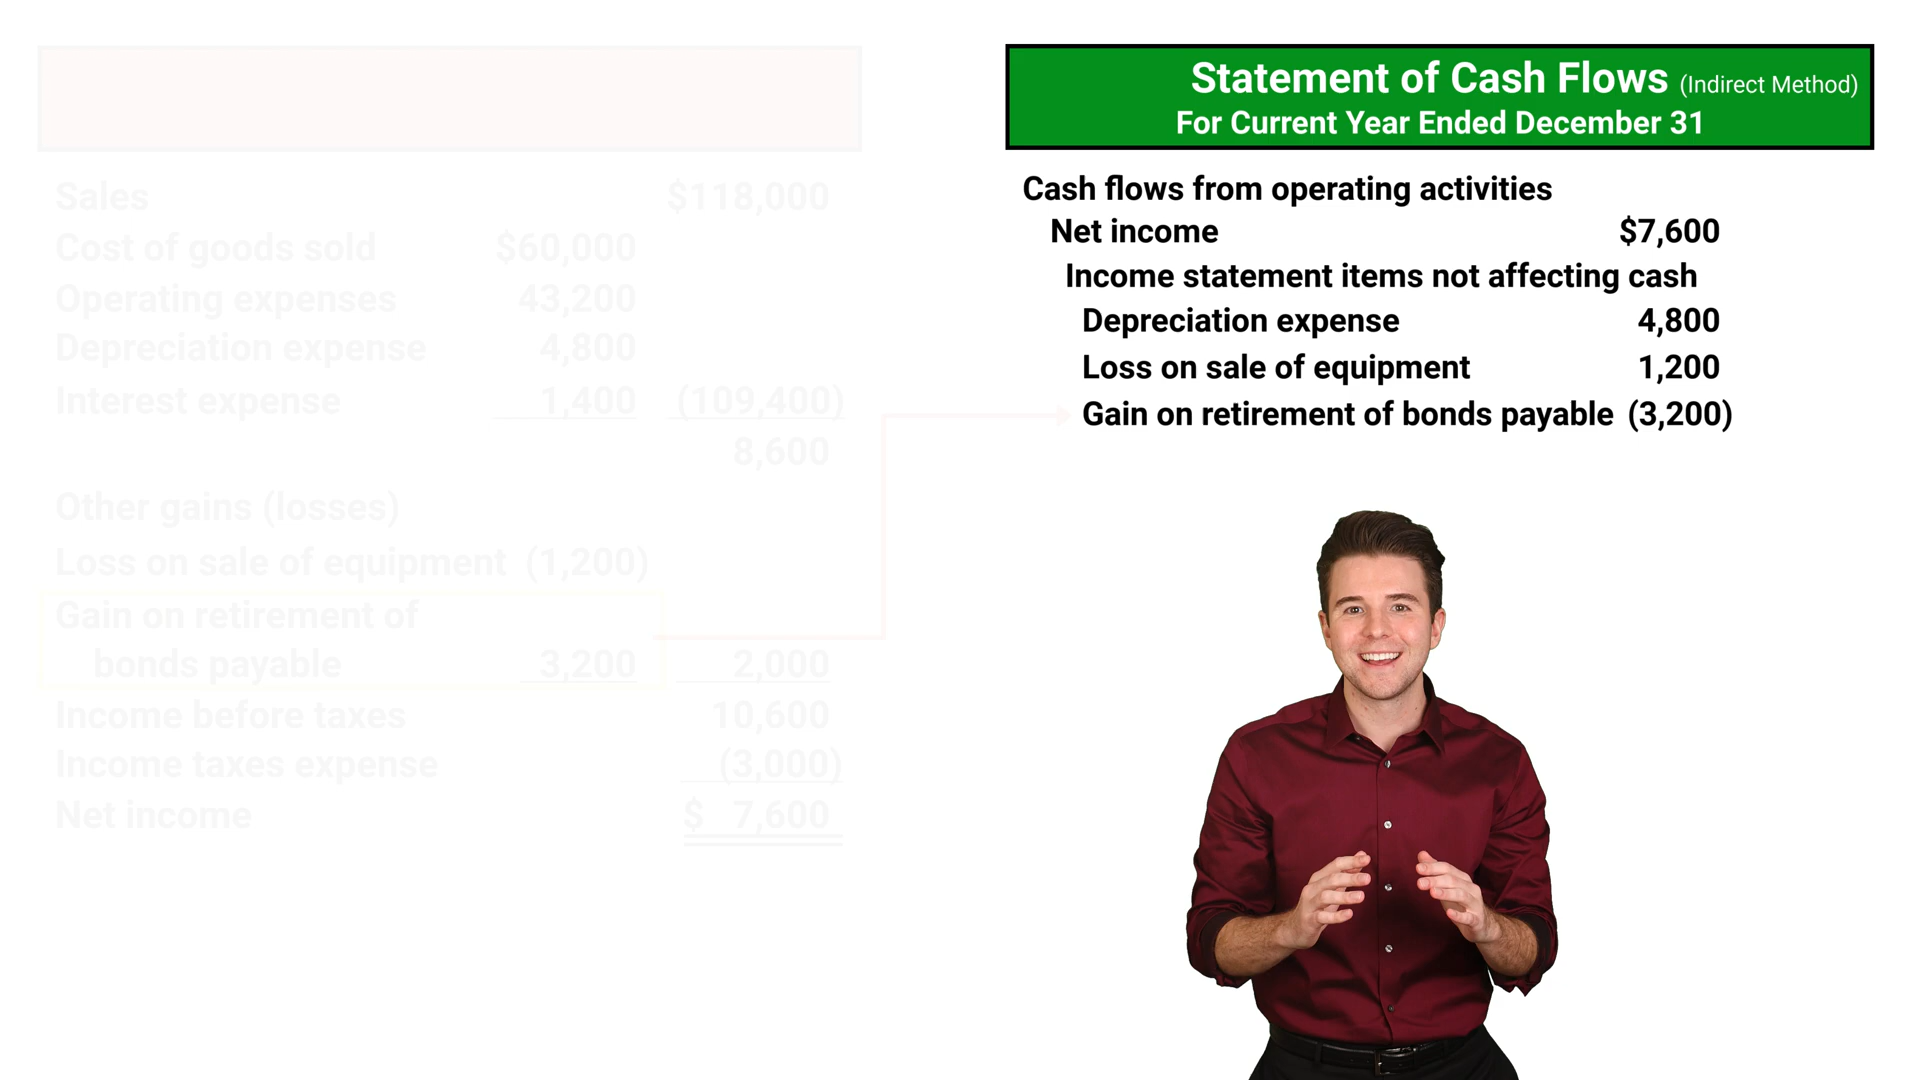 Sales $118,000
Cost of goods sold $60,000
Operating expenses 43,200
Depreciation expense 4,800
Interest expense 1,400 (109,400)
8,600
Other gains (losses)
Loss on sale of equipment (1,200)
Gain on retirement of
bonds payable 3,200 2,000
Income before taxes 10,600
Income taxes expense (3,000)
Net income $ 7,600
Statement of Cash Flows (Indirect Method)
For Current Year Ended December 31
Cash flows from operating activities
Net income $7,600
Income statement items not affecting cash
Depreciation expense 4,800
Loss on sale of equipment 1,200
Gain on retirement of bonds payable (3,200)